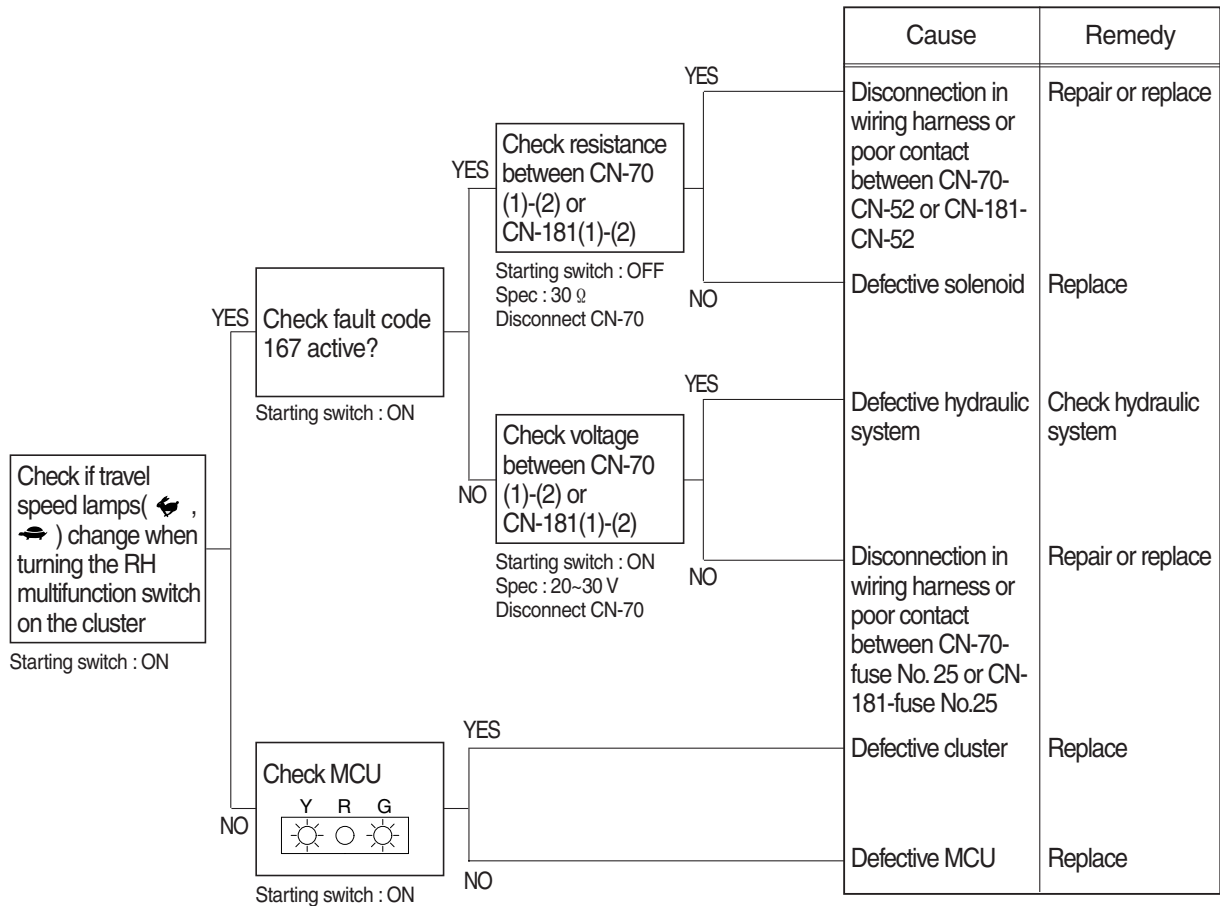 Cause
Remedy
YES
Disconnection in
wiring harness or
poor contact
between CN-70-
CN-52 or CN-181-
CN-52
Repair or replace
YES
Check resistance
between CN-70
(1)-(2) or
CN-181(1)-(2)
Starting switch : OFF
Spec : 30 Ω
Disconnect CN-70
NO
Defective solenoid
Replace
YES
Check fault code
167 active?
Starting switch : ON
YES
Defective hydraulic
system
Check hydraulic
system
NO
Check voltage
between CN-70
(1)-(2) or
CN-181(1)-(2)
Starting switch : ON
Spec : 20~30 V
Disconnect CN-70
NO
Disconnection in
wiring harness or
poor contact
between CN-70-
fuse No. 25 or CN-
181-fuse No.25
Repair or replace
Check if travel
speed lamps( ,
) change when
turning the RH
multifunction switch
on the cluster
Starting switch : ON
YES
Defective cluster
Replace
NO
Check MCU
Y R G
Starting switch : ON
NO
Defective MCU
Replace